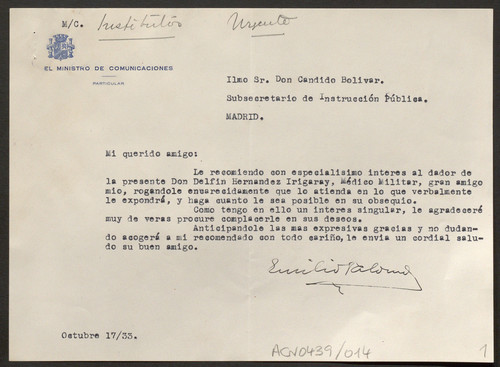 M/C. Institutos Urgente
EL MINISTRO DE COMUNICACIONES
PARTICULAR.
Ilmo Sr. Don Candido Bolivar.
Subsecretario de Instrucción Pública.
MADRID.
Mi querido amigo:
Le recomiendo con especialisimo interes al dador de
la presente Don Delfin Hernandez Irigaray, Médico Militar, gran amigo
mio, rogandole encarecidamente que lo atienda en lo que verbalmente
le expondrá, y haga cuanto le sea posible en su obsequio.
Como tengo en ello un interes singular, le agradeceré
muy de veras procure complacerle en sus deseos.
Anticipandole las mas expresivas gracias y no dudan-
do acogerá a mi recomendado con todo cariño, le envia un cordial salu-
do su buen amigo.
Emilio Palomo
Octubre 17/33.
ACN0439/014
1